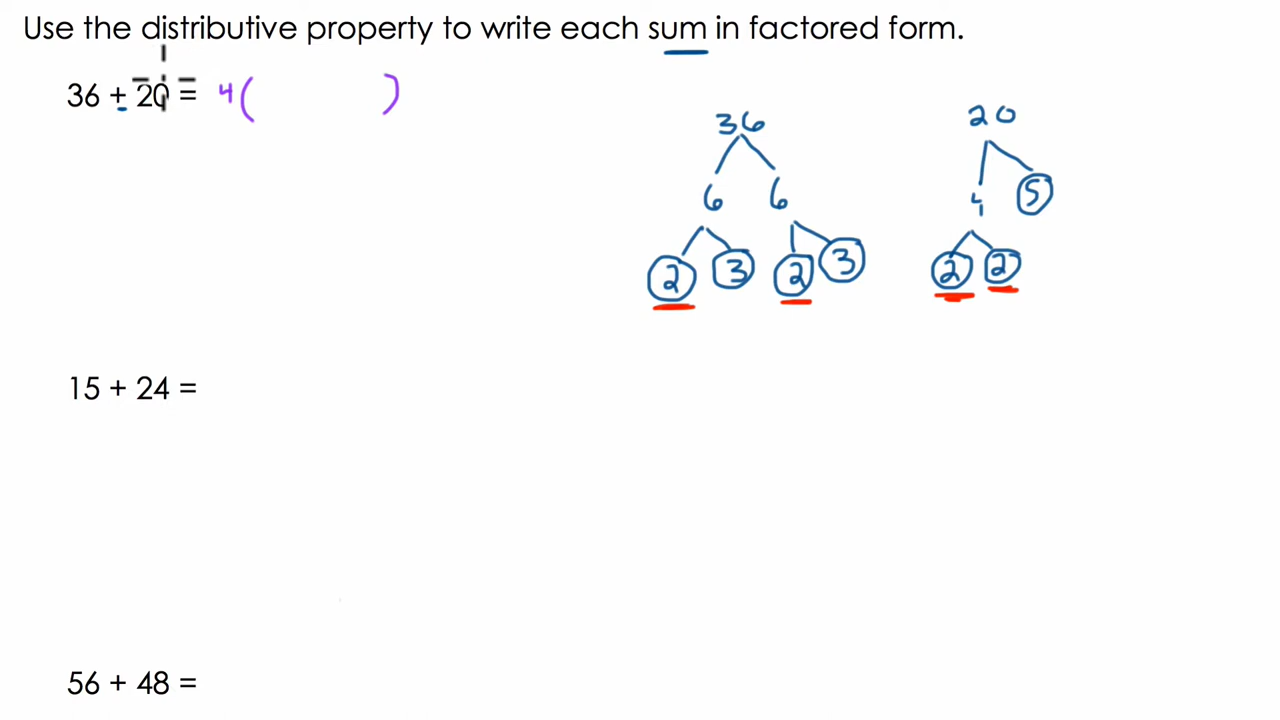 Use the distributive property to write each sum in factored form.
36 + 20 = 4( )
36 20
6 6 4 5
2 3 2 3 2 2
15 + 24 =
56 + 48 =